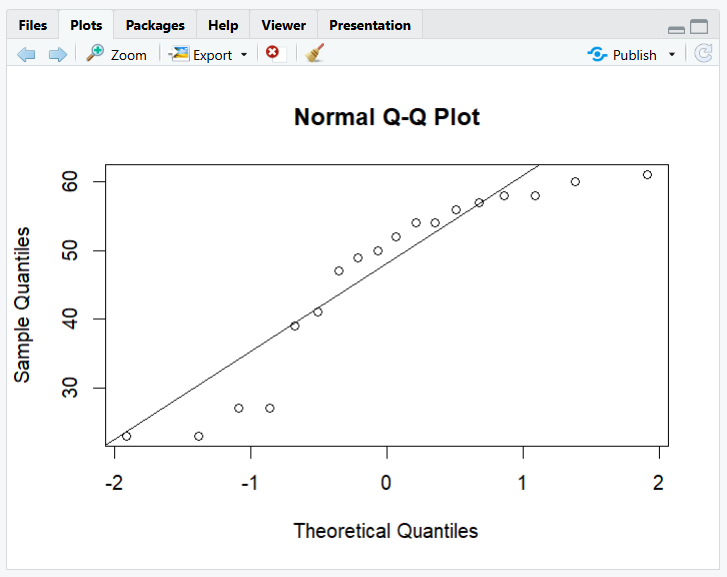 Files Plots Packages Help Viewer Presentation
Zoom Export Publish
Normal Q-Q Plot
Sample Quantiles
60
50
40
30
-2 -1 0 1 2
Theoretical Quantiles